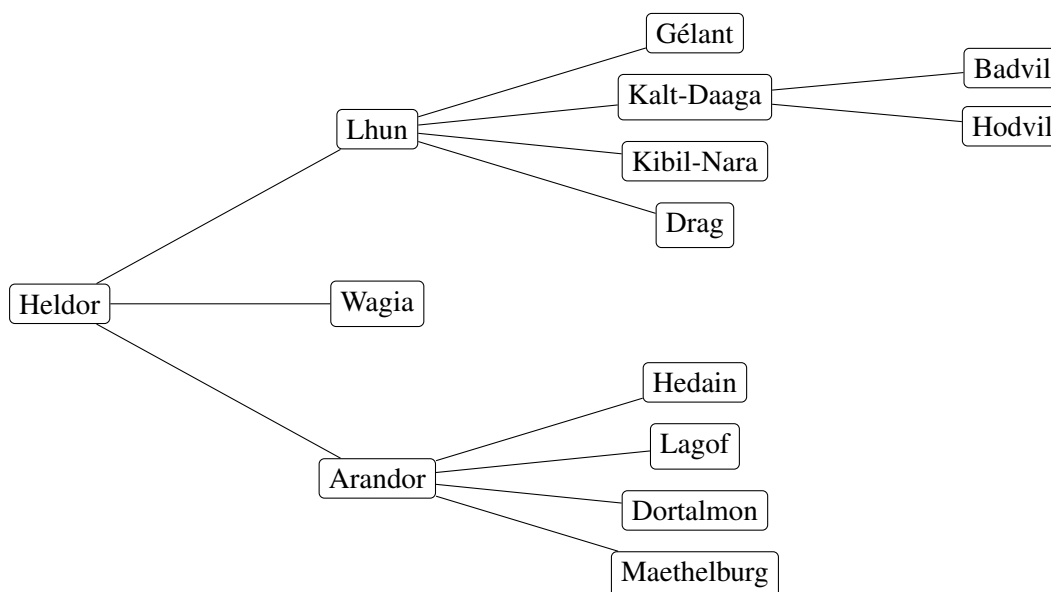 Gélant
Badvil
Kalt-Daaga
Hodvil
Lhun
Kibil-Nara
Drag
Heldor
Wagia
Hedain
Lagof
Arandor
Dortalmon
Maethelburg